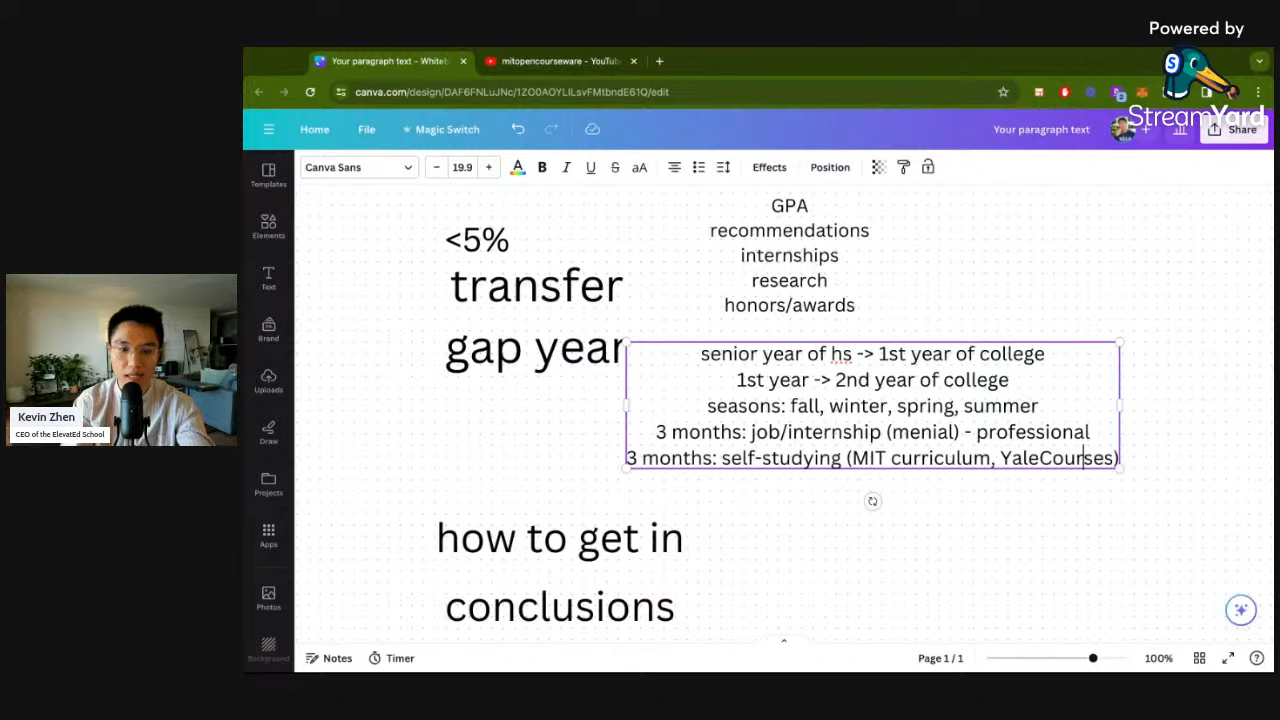 Powered by
StreamYard
Your paragraph text - Whiteb
mitopencourseware - YouTube
canva.com/design/DAF6FNLuJNc/1ZO0AOYLlLsvFMtbndE61Q/edit
Home
File
Magic Switch
Your paragraph text
Share
Canva Sans
19.9
Effects
Position
Templates
Elements
Text
Brand
Uploads
Draw
Projects
Apps
Photos
Background
GPA
recommendations
internships
research
honors/awards
<5%
transfer
gap year
senior year of hs -> 1st year of college
1st year -> 2nd year of college
seasons: fall, winter, spring, summer
3 months: job/internship (menial) - professional
3 months: self-studying (MIT curriculum, YaleCourses)
how to get in
conclusions
Kevin Zhen
CEO of the ElevatEd School
Notes
Timer
Page 1 / 1
100%